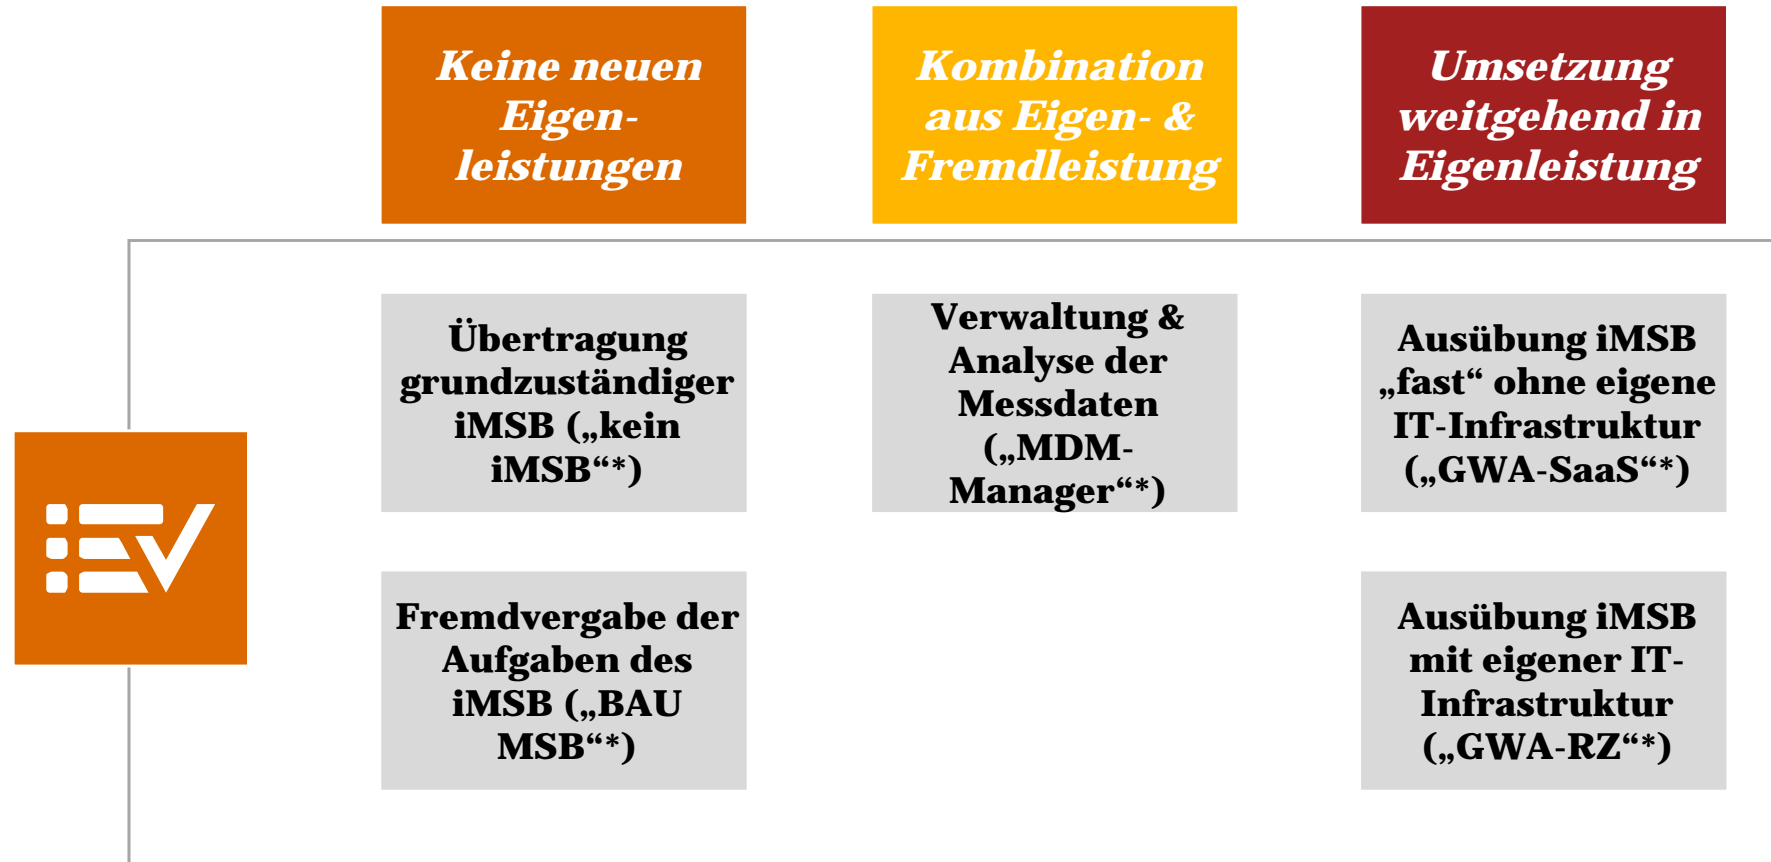 Keine neuen
Eigen-
leistungen
Kombination
aus Eigen- &
Fremdleistung
Umsetzung
weitgehend in
Eigenleistung
Übertragung
grundzuständiger
iMSB („kein
iMSB“*)
Verwaltung &
Analyse der
Messdaten
(„MDM-
Manager“*)
Ausübung iMSB
„fast“ ohne eigene
IT-Infrastruktur
(„GWA-SaaS“*)
Fremdvergabe der
Aufgaben des
iMSB („BAU
MSB“*)
Ausübung iMSB
mit eigener IT-
Infrastruktur
(„GWA-RZ“*)